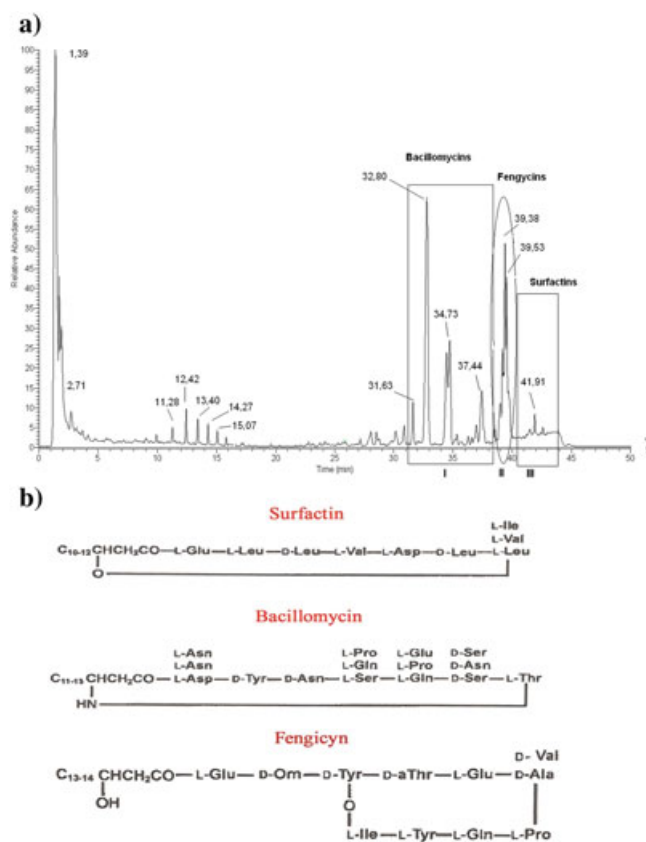 a)
1,39
Bacillomycins
32,80
Fengycins
39,38
39,53
Surfactins
34,73
37,44
31,63
41,91
2,71
12,42
11,28
13,40
14,27
15,07
100
95
90
85
80
75
70
65
60
55
50
45
40
35
30
25
20
15
10
5
0
Relative Abundance
0 5 10 15 20 25 30 35 40 45 50
Time (min)
I II III
b)
Surfactin
L-Ile
L-Val
C10-12CHCH2CO-L-Glu-L-Leu-D-Leu-L-Val-L-Asp-D-Leu-L-Leu
O
Bacillomycin
L-Asn L-Pro L-Glu D-Ser
L-Asn L-Gln L-Pro D-Asn
C11-13CHCH2CO-L-Asp-D-Tyr-D-Asn-L-Ser-L-Gln-D-Ser-L-Thr
HN
Fengicyn
D- Val
C13-14CHCH2CO-L-Glu-D-Orn-D-Tyr-D-aThr-L-Glu-D-Ala
OH O
L-Ile-L-Tyr-L-Gln-L-Pro